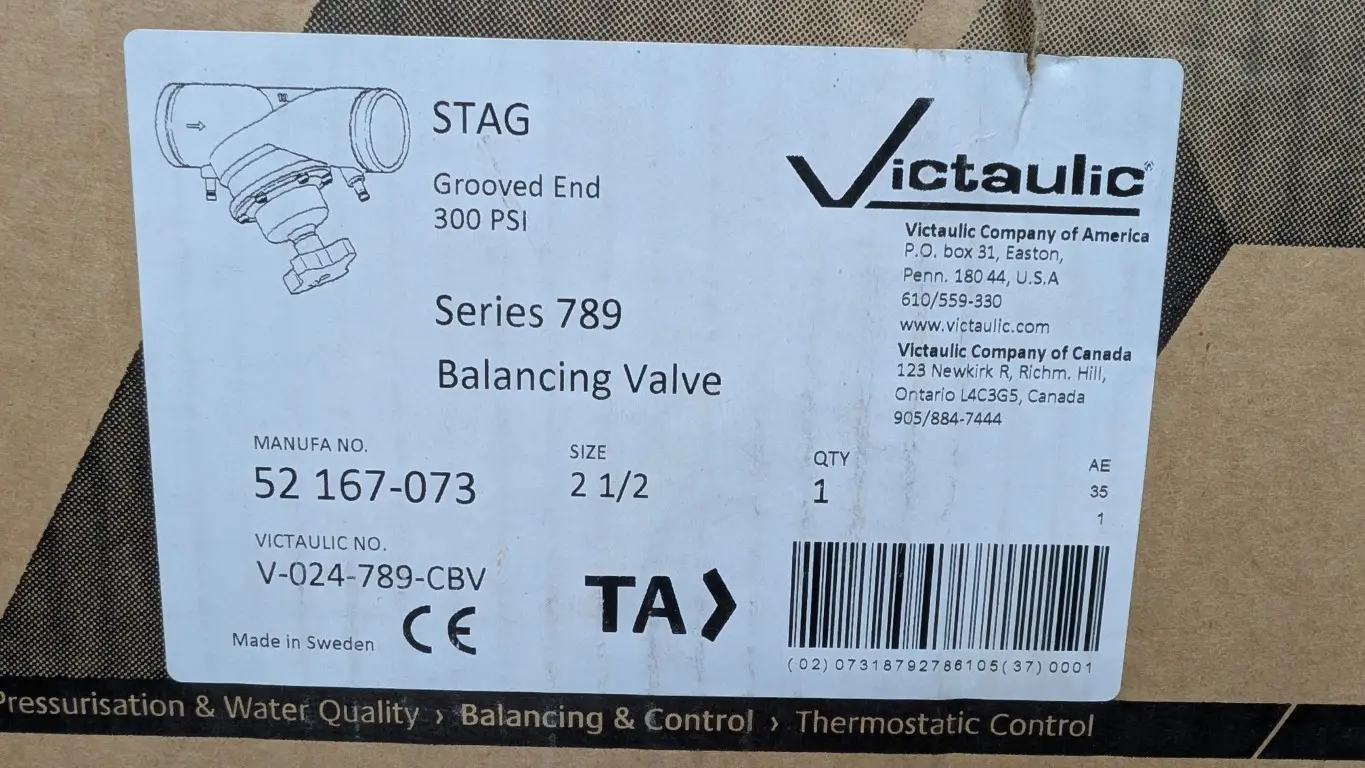 STAG
Grooved End
300 PSI
Series 789
Balancing Valve
Victaulic®
Victaulic Company of America
P.O. box 31, Easton,
Penn. 180 44, U.S.A
610/559-330
www.victaulic.com
Victaulic Company of Canada
123 Newkirk R, Richm. Hill,
Ontario L4C3G5, Canada
905/884-7444
MANUFA NO.
52 167-073
SIZE
2 1/2
QTY
1
AE
35
1
VICTAULIC NO.
V-024-789-CBV
Made in Sweden
CE
TA
(02)07318792786105(37)0001
Pressurisation & Water Quality › Balancing & Control › Thermostatic Control